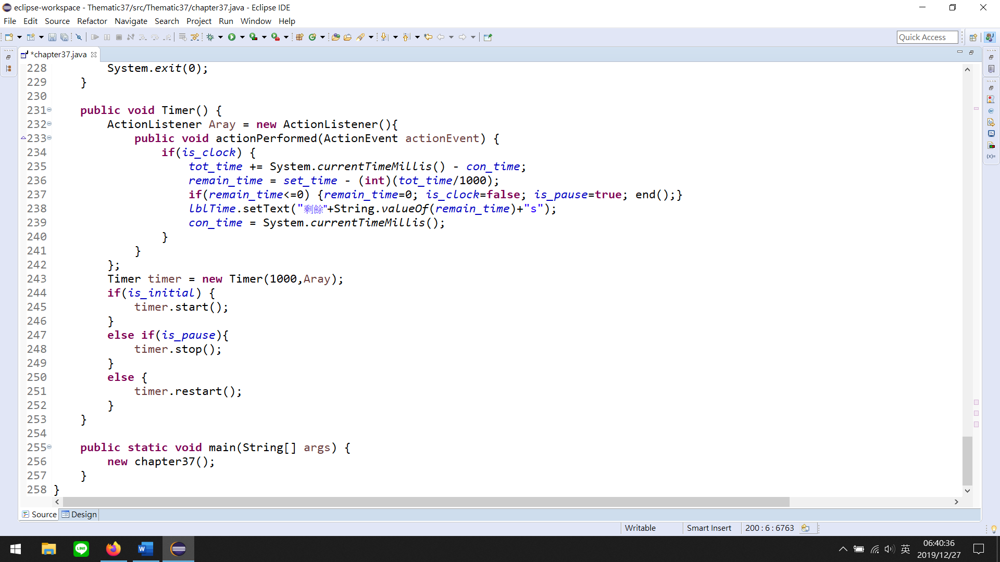 eclipse-workspace - Thematic37/src/Thematic37/chapter37.java - Eclipse IDE
File Edit Source Refactor Navigate Search Project Run Window Help
Quick Access
*chapter37.java
228 System.exit(0);
229 }
230
231 public void Timer() {
232 ActionListener Aray = new ActionListener(){
233 public void actionPerformed(ActionEvent actionEvent) {
234 if(is_clock) {
235 tot_time += System.currentTimeMillis() - con_time;
236 remain_time = set_time - (int)(tot_time/1000);
237 if(remain_time<=0) {remain_time=0; is_clock=false; is_pause=true; end();}
238 lblTime.setText("剩餘"+String.valueOf(remain_time)+"s");
239 con_time = System.currentTimeMillis();
240 }
241 }
242 };
243 Timer timer = new Timer(1000,Aray);
244 if(is_initial) {
245 timer.start();
246 }
247 else if(is_pause){
248 timer.stop();
249 }
250 else {
251 timer.restart();
252 }
253 }
254
255 public static void main(String[] args) {
256 new chapter37();
257 }
258 }
Source Design
Writable Smart Insert 200 : 6 : 6763
LINE W 英 06:40:36
2019/12/27